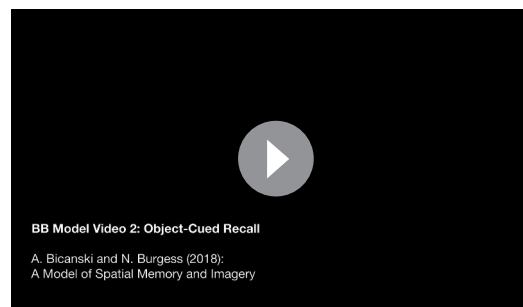 BB Model Video 2: Object-Cued Recall
A. Bicanski and N. Burgess (2018):
A Model of Spatial Memory and Imagery